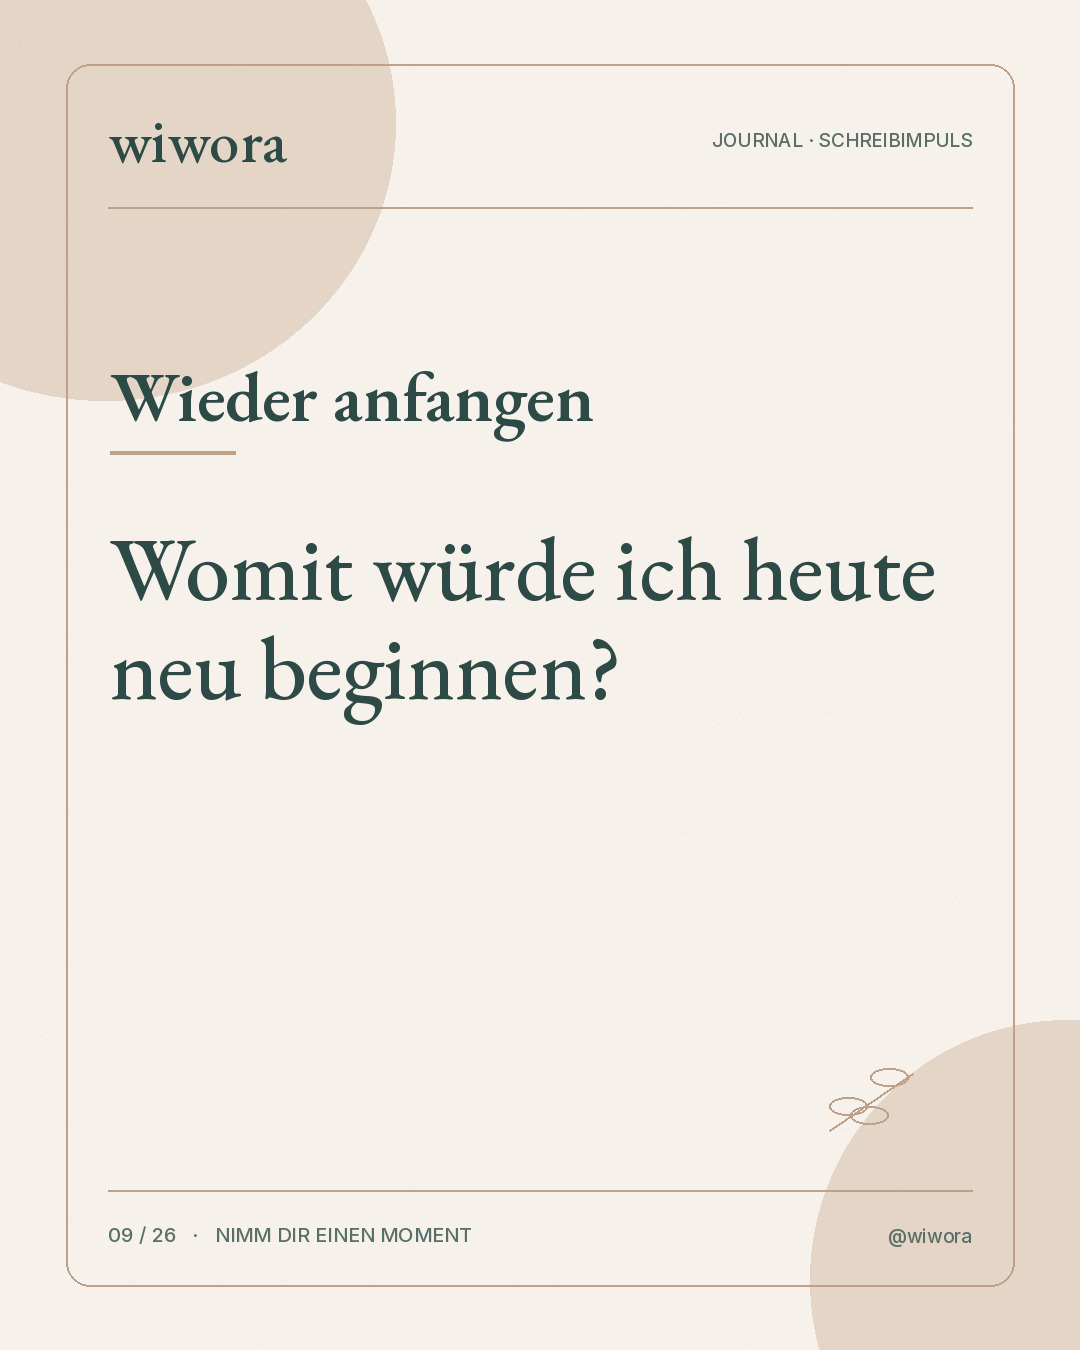 wiwora
JOURNAL · SCHREIBIMPULS
Wieder anfangen
Womit würde ich heute
neu beginnen?
09 / 26 · NIMM DIR EINEN MOMENT
@wiwora